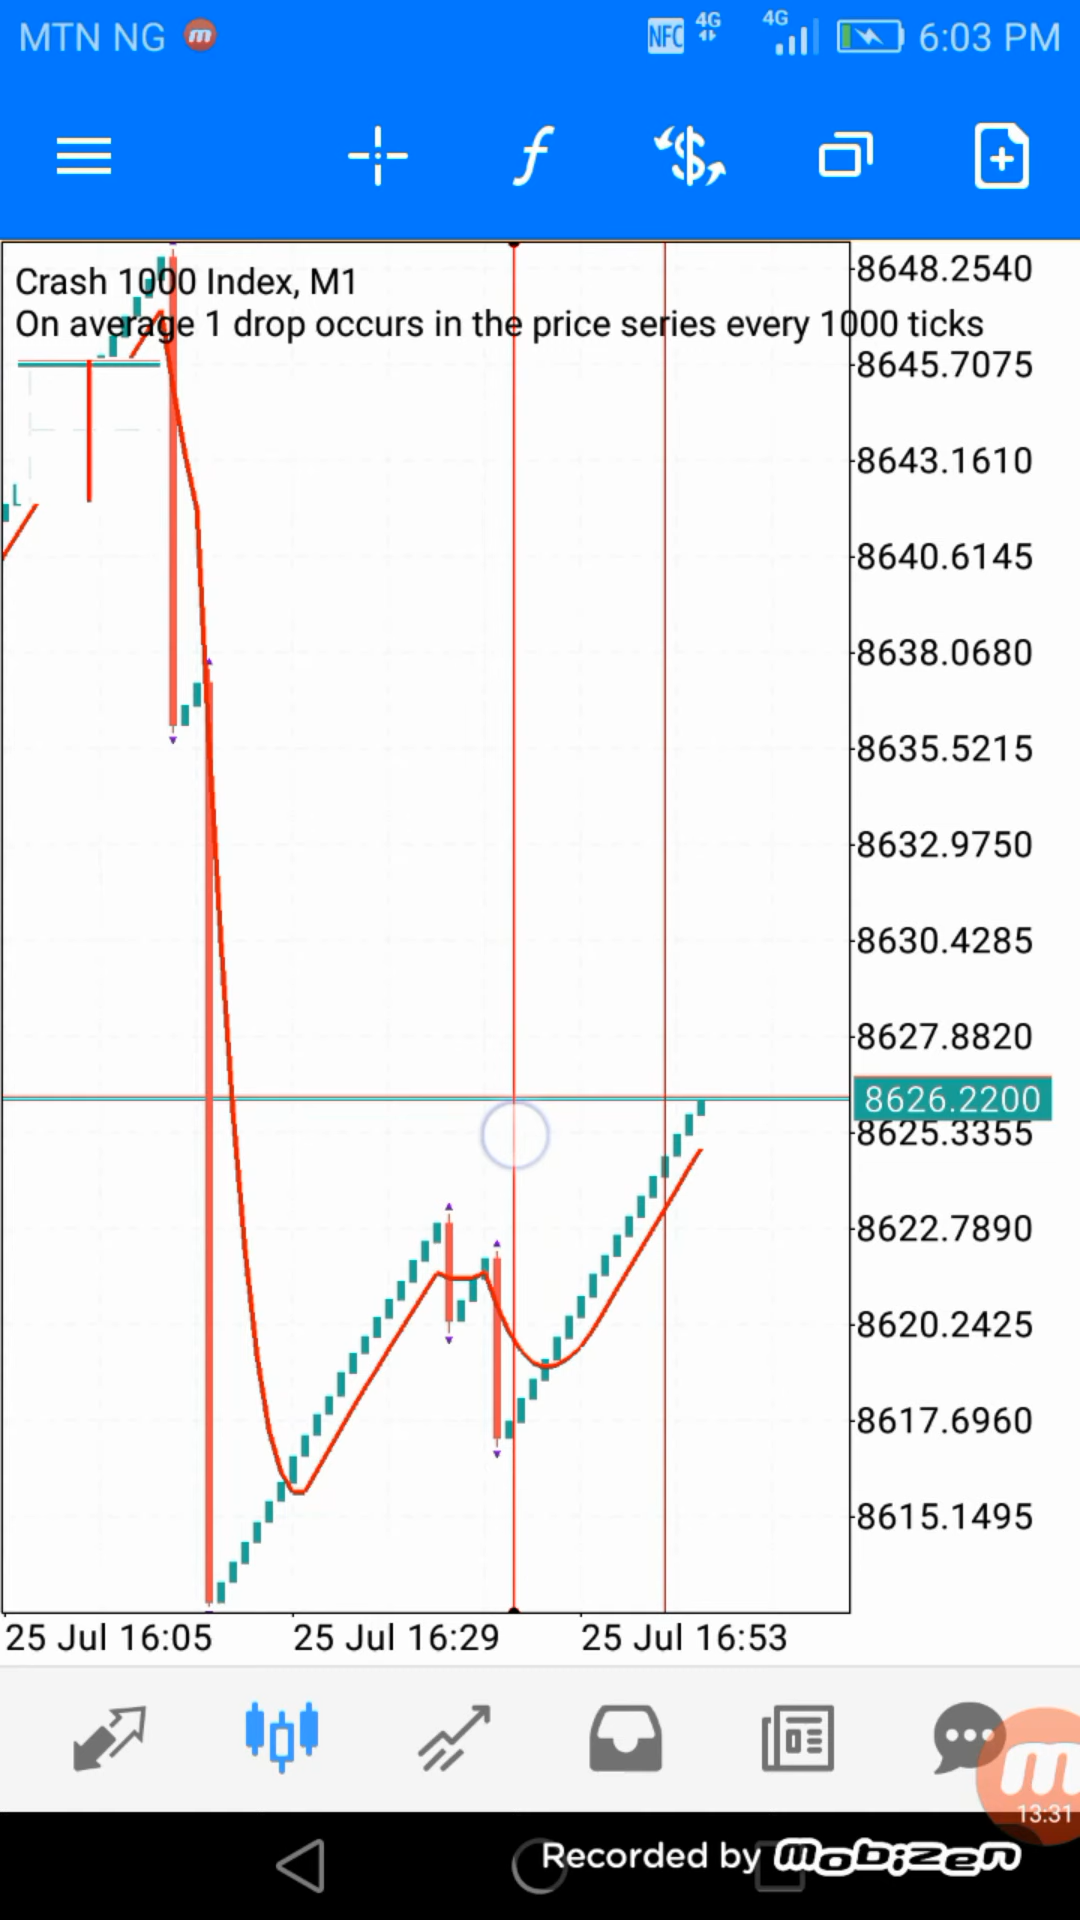 MTN NG
NFC 4G 4G 6:03 PM
Crash 1000 Index, M1
On average 1 drop occurs in the price series every 1000 ticks
8648.2540
8645.7075
8643.1610
8640.6145
8638.0680
8635.5215
8632.9750
8630.4285
8627.8820
8626.2200
8625.3355
8622.7890
8620.2425
8617.6960
8615.1495
25 Jul 16:05 25 Jul 16:29 25 Jul 16:53
13:31
Recorded by mobizen